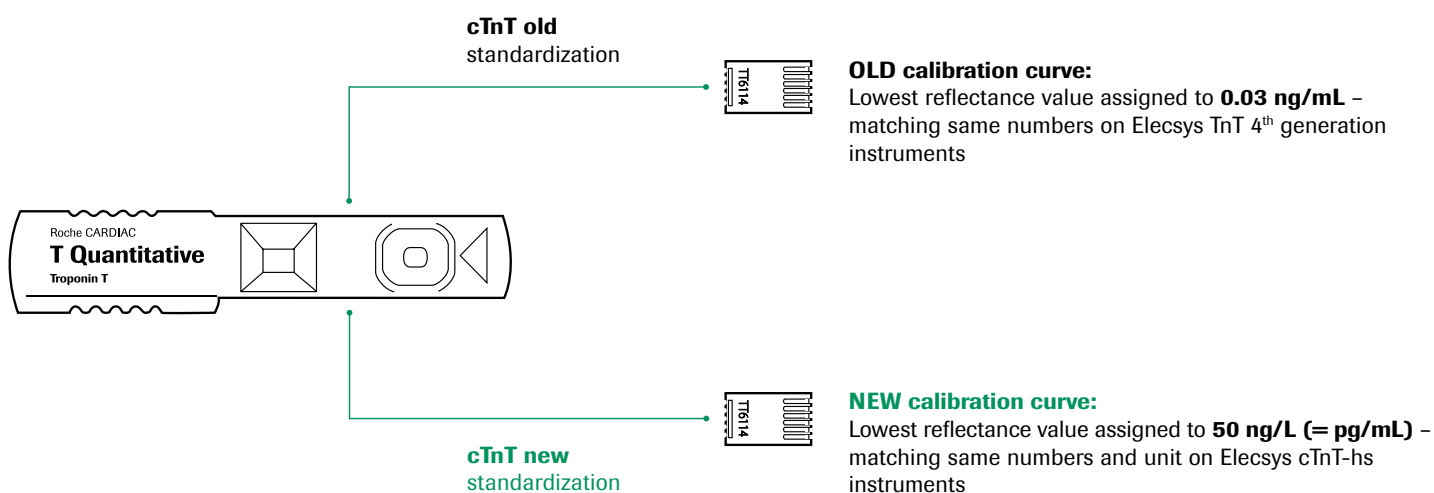 cTnT old
standardization
TT6114
OLD calibration curve:
Lowest reflectance value assigned to 0.03 ng/mL –
matching same numbers on Elecsys TnT 4th generation
instruments
Roche CARDIAC
T Quantitative
Troponin T
TT6114
NEW calibration curve:
Lowest reflectance value assigned to 50 ng/L (= pg/mL) –
matching same numbers and unit on Elecsys cTnT-hs
instruments
cTnT new
standardization